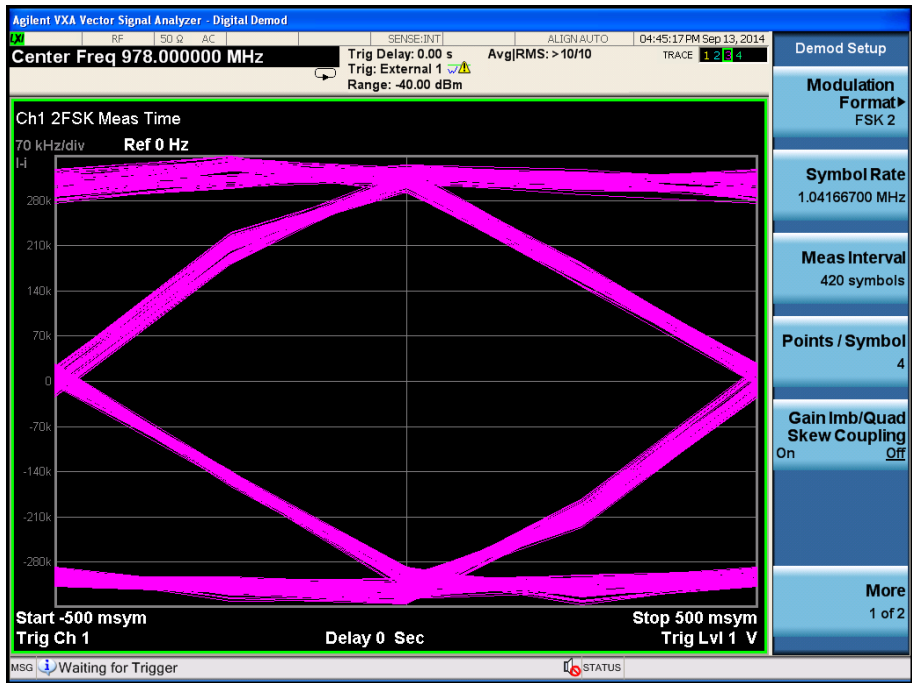 Agilent VXA Vector Signal Analyzer - Digital Demod
LXI RF 50 Ω AC SENSE:INT ALIGN AUTO 04:45:17 PM Sep 13, 2014
Center Freq 978.000000 MHz
Trig Delay: 0.00 s Avg|RMS: >10/10 TRACE 1 2 3 4
Trig: External 1
Range: -40.00 dBm
Ch1 2FSK Meas Time
70 kHz/div Ref 0 Hz
I-i
280k
210k
140k
70k
0
-70k
-140k
-210k
-280k
Start -500 msym Stop 500 msym
Trig Ch 1 Delay 0 Sec Trig Lvl 1 V
MSG Waiting for Trigger STATUS
Demod Setup
Modulation
Format
FSK 2
Symbol Rate
1.04166700 MHz
Meas Interval
420 symbols
Points / Symbol
4
Gain Imb/Quad
Skew Coupling
On Off
More
1 of 2